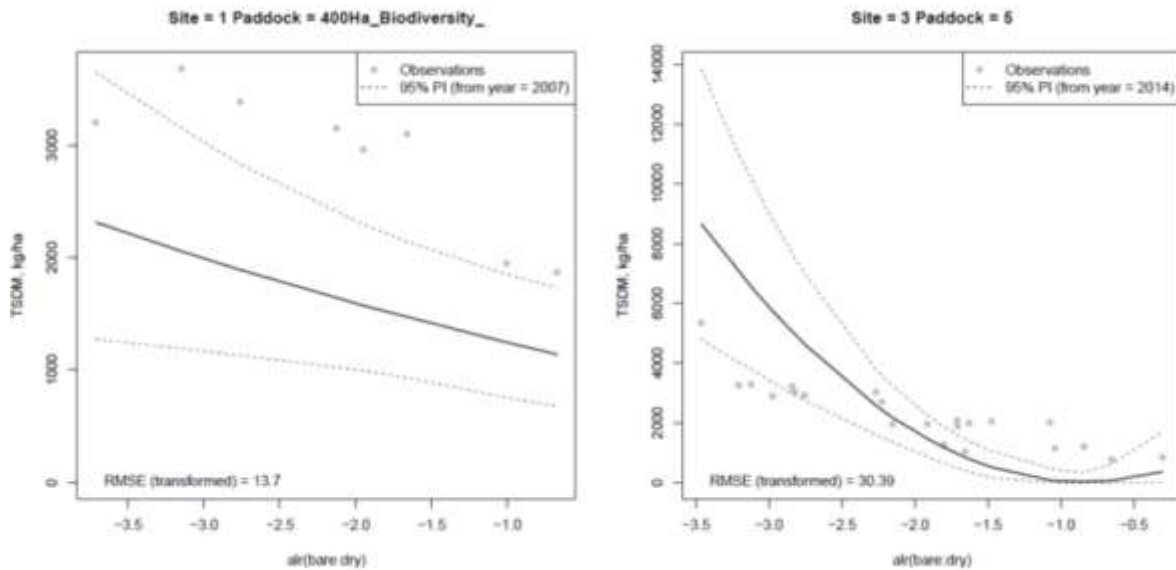 Site = 1 Paddock = 400Ha_Biodiversity_
Observations
95% PI (from year = 2007)
TSDM, kg/ha
3000
2000
1000
0
RMSE (transformed) = 13.7
−3.5 −3.0 −2.5 −2.0 −1.5 −1.0
alr(bare:dry)
Site = 3 Paddock = 5
Observations
95% PI (from year = 2014)
TSDM, kg/ha
14000
12000
10000
8000
6000
4000
2000
0
RMSE (transformed) = 30.39
−3.5 −3.0 −2.5 −2.0 −1.5 −1.0 −0.5
alr(bare:dry)